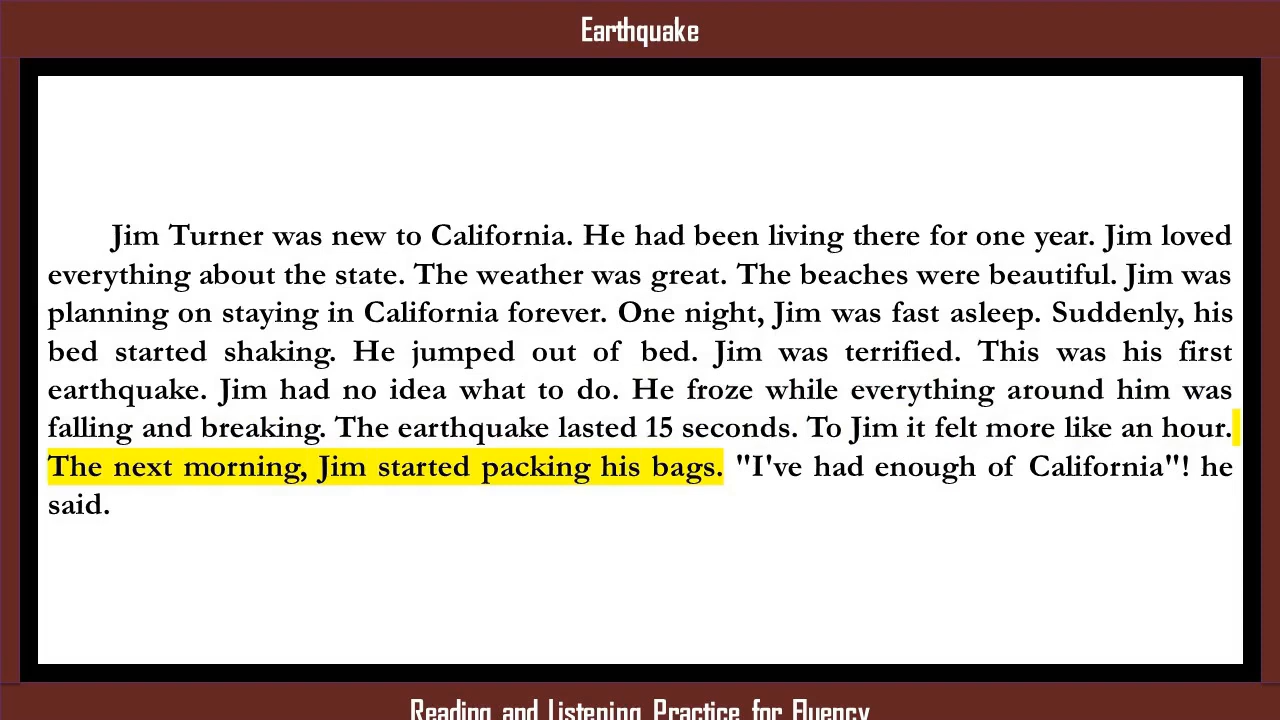 Earthquake
Jim Turner was new to California. He had been living there for one year. Jim loved
everything about the state. The weather was great. The beaches were beautiful. Jim was
planning on staying in California forever. One night, Jim was fast asleep. Suddenly, his
bed started shaking. He jumped out of bed. Jim was terrified. This was his first
earthquake. Jim had no idea what to do. He froze while everything around him was
falling and breaking. The earthquake lasted 15 seconds. To Jim it felt more like an hour.
The next morning, Jim started packing his bags. "I've had enough of California"! he
said.
Reading and Listening Practice for Fluency